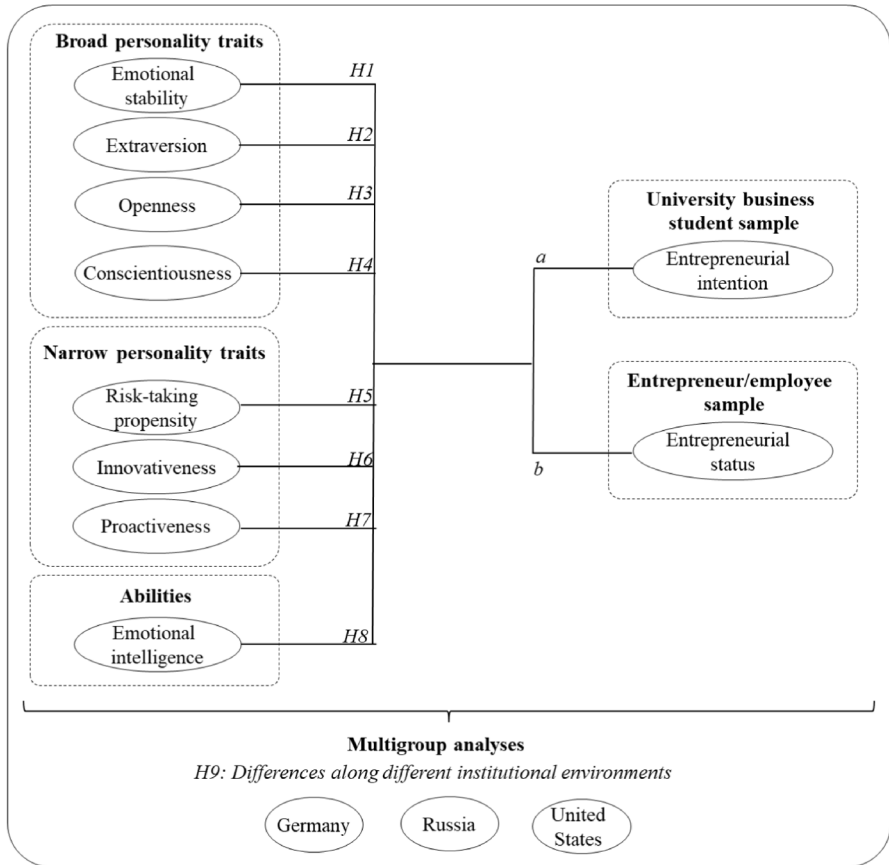 Broad personality traits
Emotional
stability
H1
Extraversion
H2
Openness
H3
Conscientiousness
H4
Narrow personality traits
Risk-taking
propensity
H5
Innovativeness
H6
Proactiveness
H7
Abilities
Emotional
intelligence
H8
a
University business
student sample
Entrepreneurial
intention
b
Entrepreneur/employee
sample
Entrepreneurial
status
Multigroup analyses
H9: Differences along different institutional environments
Germany
Russia
United
States